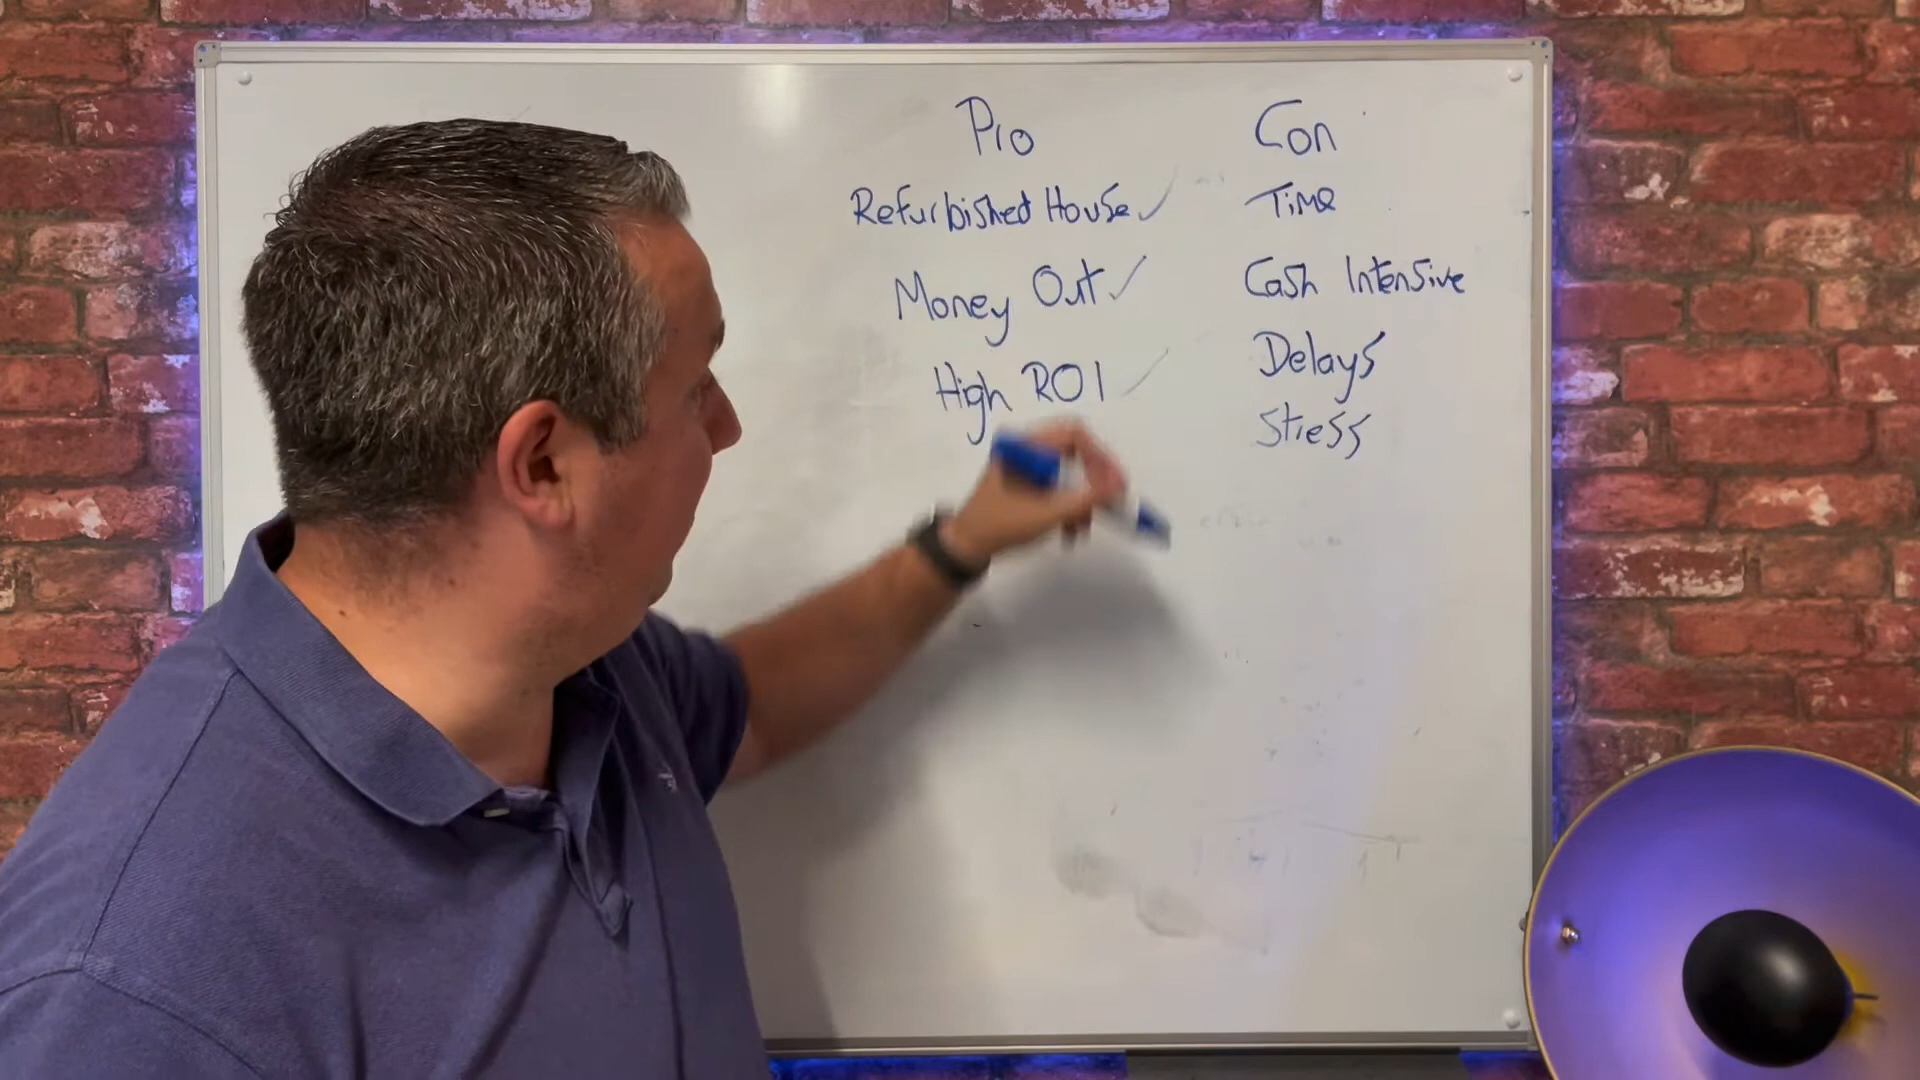 Pro
Refurbished House ✓
Money Out ✓
High ROI ✓
Con
Time
Cash Intensive
Delays
Stress